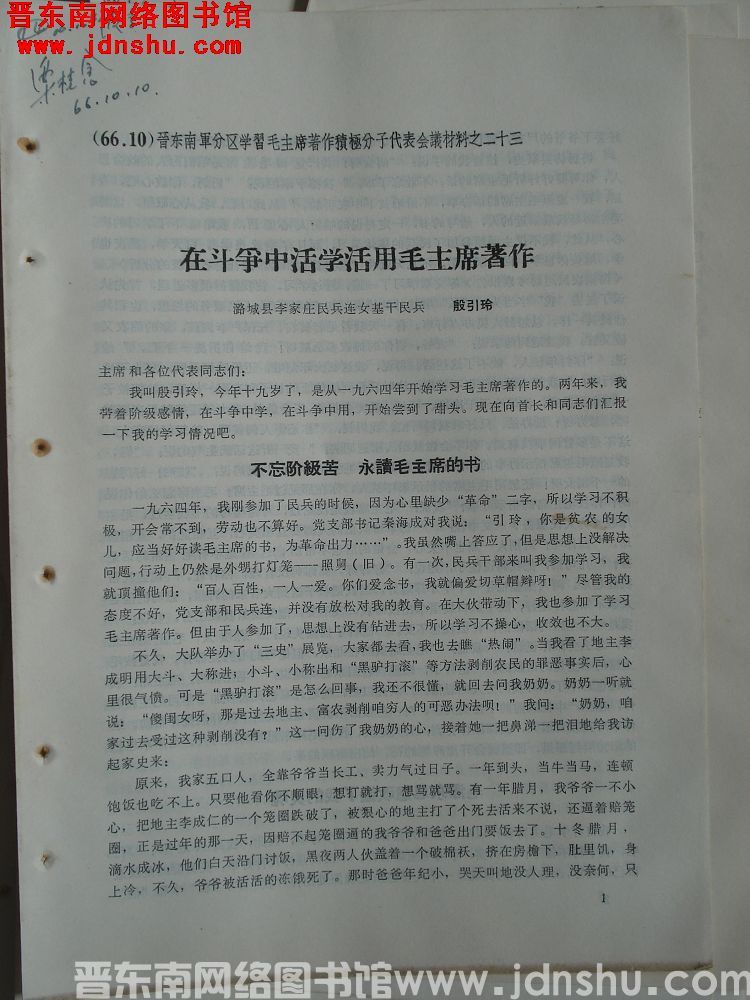 晋东南网络图书馆
www.jdnshu.com
栗桂
66.10.10.
(66.10)晉东南軍分区学習毛主席著作積極分子代表会議材料之二十三
在斗爭中活学活用毛主席著作
潞城县李家庄民兵连女基干民兵 殷引玲
主席和各位代表同志们：
我叫殷引玲，今年十九岁了，是从一九六四年开始学习毛主席著作的。两年来，我
带着阶级感情，在斗争中学，在斗争中用，开始尝到了甜头。现在向首长和同志们汇报
一下我的学习情况吧。
不忘阶級苦 永讀毛主席的书
一九六四年，我刚参加了民兵的时候，因为心里缺少“革命”二字，所以学习不积
极，开会常不到，劳动也不算好。党支部书记秦海成对我说：“引玲，你是贫农的女
儿，应当好好读毛主席的书，为革命出力……”。我虽然嘴上答应了，但是思想上没解决
问题，行动上仍然是外甥打灯笼——照舅（旧）。有一次，民兵干部来叫我参加学习，我
就顶撞他们：“百人百性，一人一爱。你们爱念书，我就偏爱切草帽辫呀！”尽管我的
态度不好，党支部和民兵连，并没有放松对我的教育。在大伙带动下，我也参加了学习
毛主席著作。但由于人参加了，思想上没有钻进去，所以学习不操心，收效也不大。
不久，大队举办了“三史”展览，大家都去看，我也去瞧“热闹”。当我看了地主李
成明用大斗、大称进；小斗、小称出和“黑驴打滚”等方法剥削农民的罪恶事实后，心
里很气愤。可是“黑驴打滚”是怎么回事，我还不很懂，就回去问我奶奶。奶奶一听就
说：“傻闺女呀，那是过去地主、富农剥削咱穷人的可恶办法呗！”我问：“奶奶，咱
家过去受过这种剥削没有？”这一问伤了我奶奶的心，接着她一把鼻涕一把泪地给我访
起家史来：
原来，我家五口人，全靠爷爷当长工、卖力气过日子。一年到头，当牛当马，连顿
饱饭也吃不上。只要他看你不顺眼，想打就打，想骂就骂。有一年腊月，我爷爷一不小
心，把地主李成仁的一个笼圈跌破了，被狠心的地主打了个死去活来不说，还逼着赔笼
圈，正是过年的那一天，因赔不起笼圈逼的我爷爷和爸爸出门要饭去了。十冬腊月，
滴水成冰，他们白天沿门讨饭，黑夜两人伙盖着一个破棉袄，挤在房檐下，肚里饥，身
上冷，不久，爷爷被活活的冻饿死了。那时爸爸年纪小，哭天叫地没人理，没奈何，只
1
晋东南网络图书馆 www.jdnshu.com